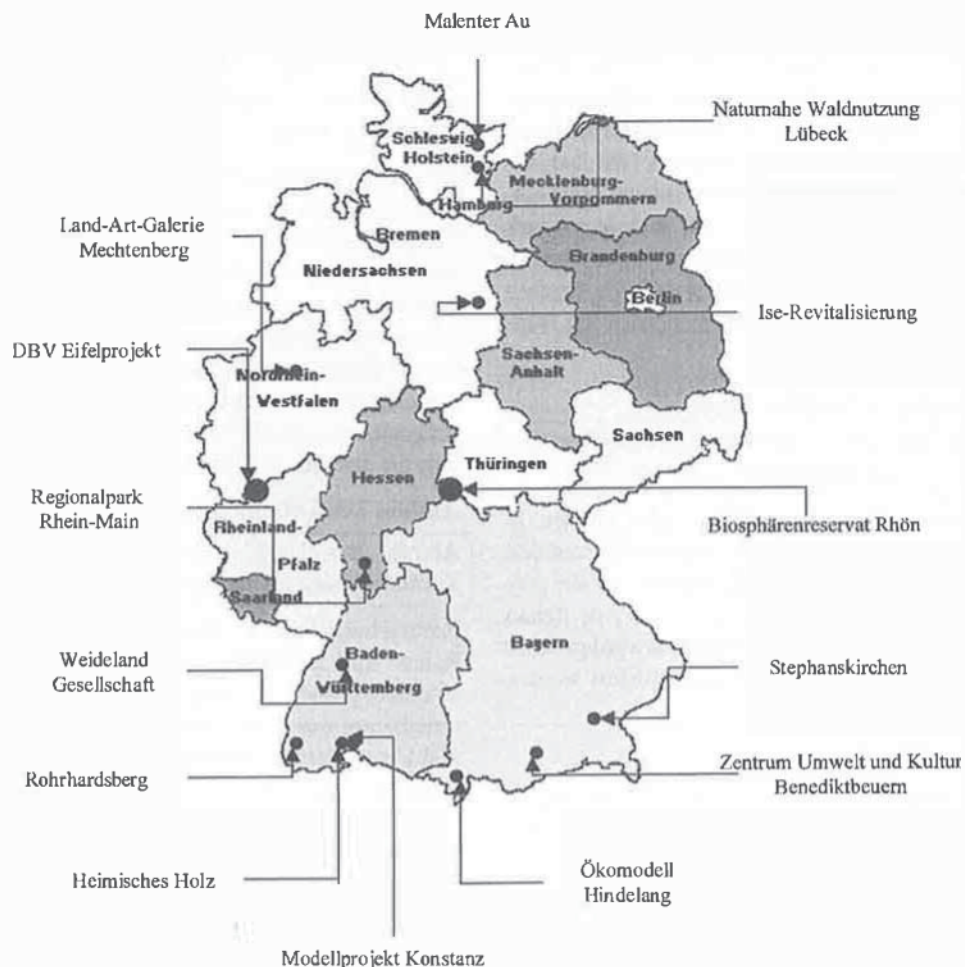 Malenter Au
Naturnahe Waldnutzung
Lübeck
Schleswig
Holstein
Mecklenburg-
Vorpommern
Hamburg
Land-Art-Galerie
Mechtenberg
Bremen
Niedersachsen
Brandenburg
Berlin
Ise-Revitalisierung
DBV Eifelprojekt
Nordrhein-
Westfalen
Sachsen-
Anhalt
Sachsen
Thüringen
Hessen
Regionalpark
Rhein-Main
Biosphärenreservat Rhön
Rheinland-
Pfalz
Saarland
Bayern
Weideland
Gesellschaft
Baden-
Württemberg
Stephanskirchen
Rohrhardsberg
Zentrum Umwelt und Kultur
Benediktbeuern
Heimisches Holz
Ökomodell
Hindelang
Modellprojekt Konstanz